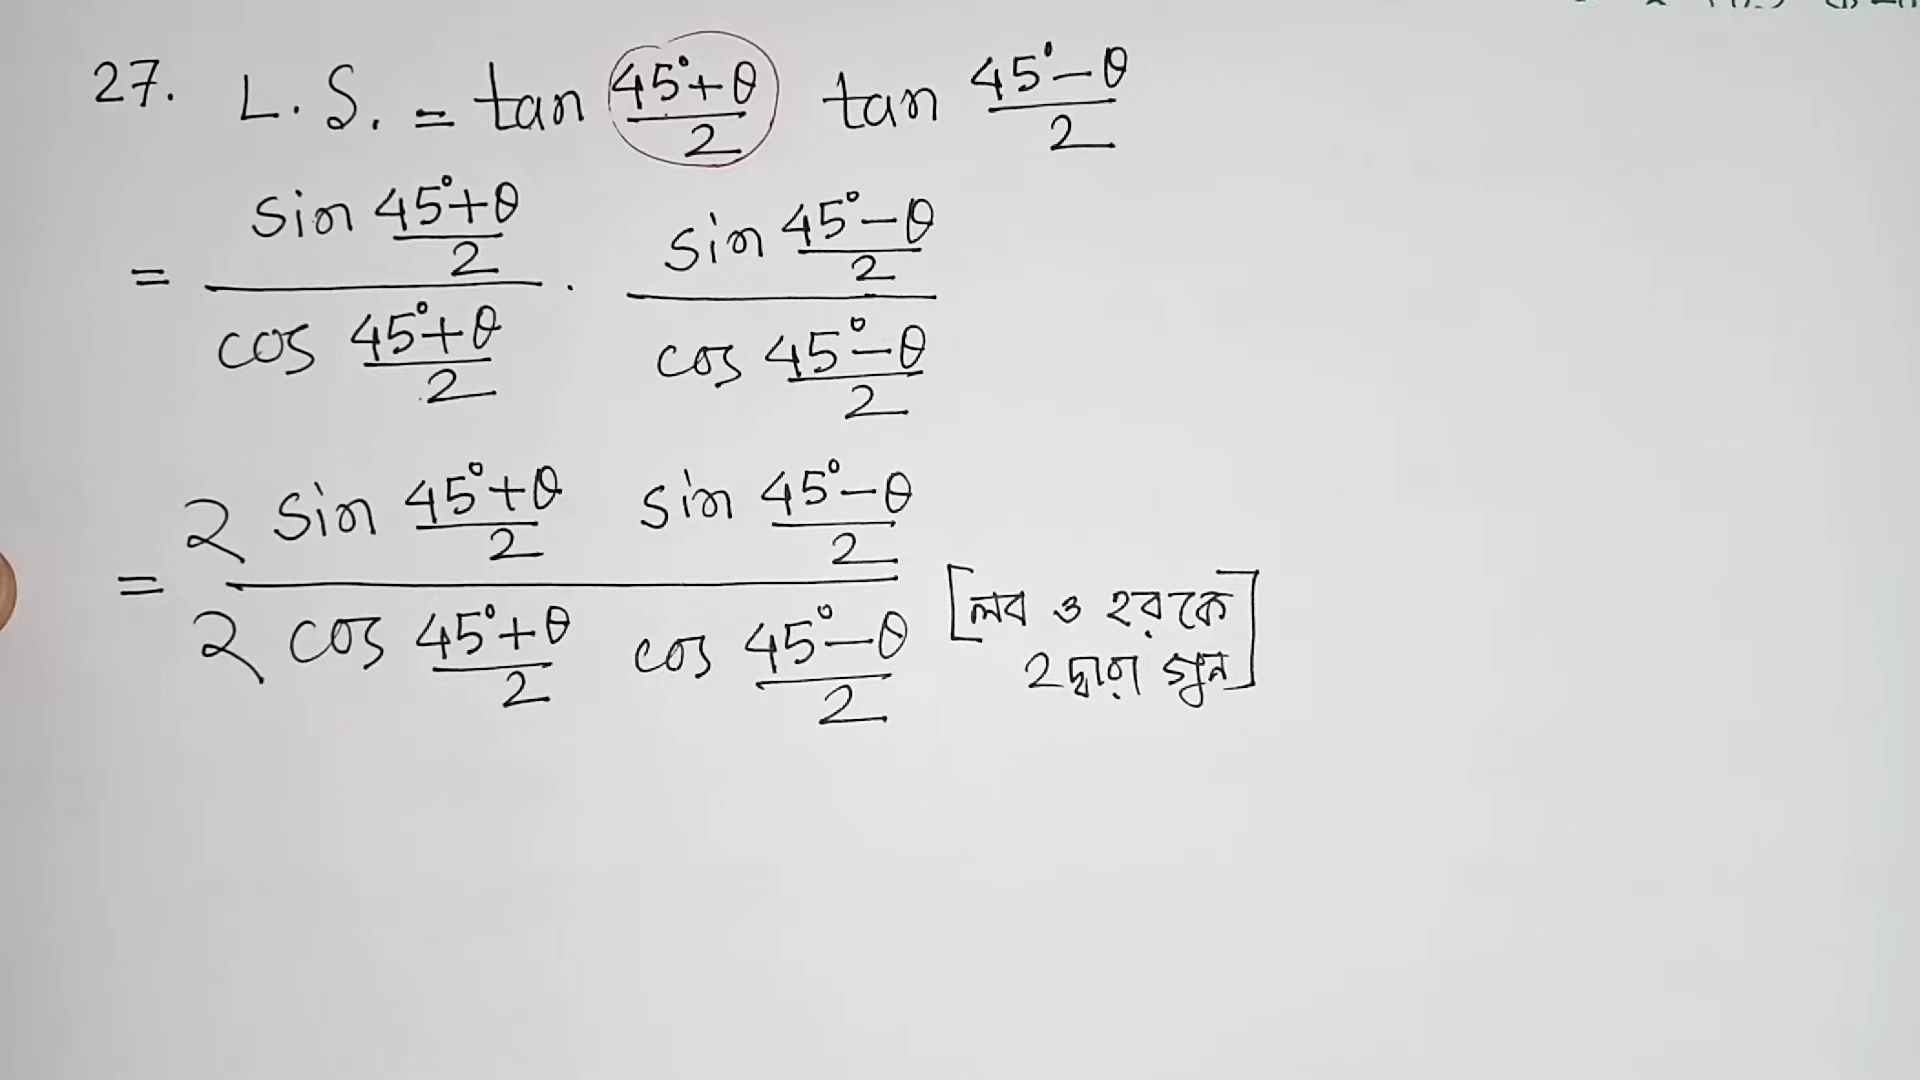 27. L.S. = tan (45°+θ)/2 tan (45°−θ)/2
= (sin (45°+θ)/2)/(cos (45°+θ)/2) · (sin (45°−θ)/2)/(cos (45°−θ)/2)
= (2 sin (45°+θ)/2 sin (45°−θ)/2)/(2 cos (45°+θ)/2 cos (45°−θ)/2) [লব ও হরকে
2 দ্বারা গুন]